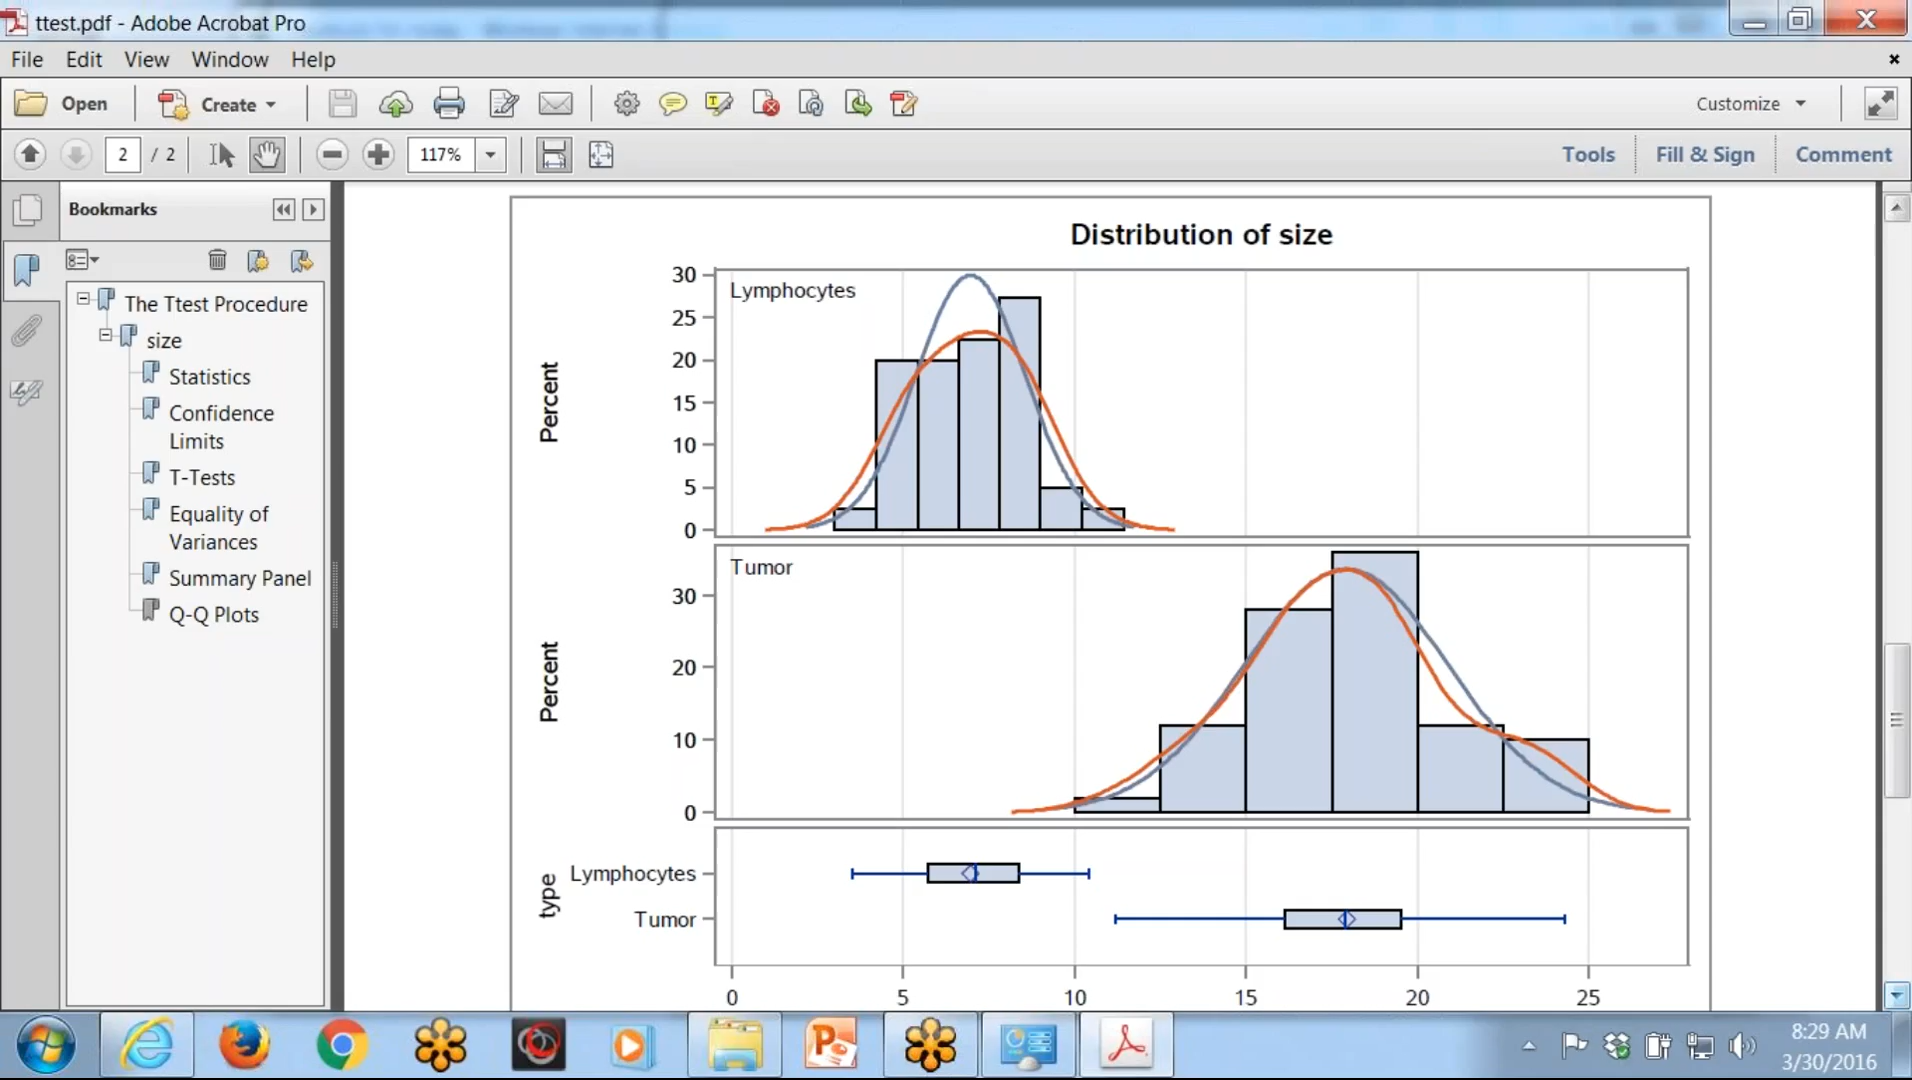 ttest.pdf - Adobe Acrobat Pro
File Edit View Window Help
Open Create Customize
2 / 2 117% Tools Fill & Sign Comment
Bookmarks
The Ttest Procedure
size
Statistics
Confidence
Limits
T-Tests
Equality of
Variances
Summary Panel
Q-Q Plots
Distribution of size
Lymphocytes
Percent
30
25
20
15
10
5
0
Tumor
Percent
30
20
10
0
type
Lymphocytes
Tumor
0 5 10 15 20 25
8:29 AM
3/30/2016